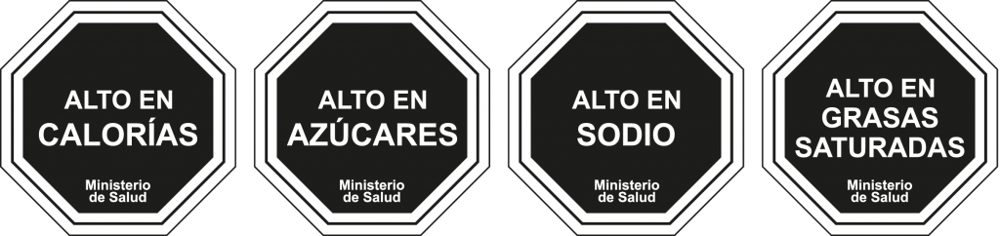 ALTO EN
CALORÍAS
Ministerio
de Salud
ALTO EN
AZÚCARES
Ministerio
de Salud
ALTO EN
SODIO
Ministerio
de Salud
ALTO EN
GRASAS
SATURADAS
Ministerio
de Salud